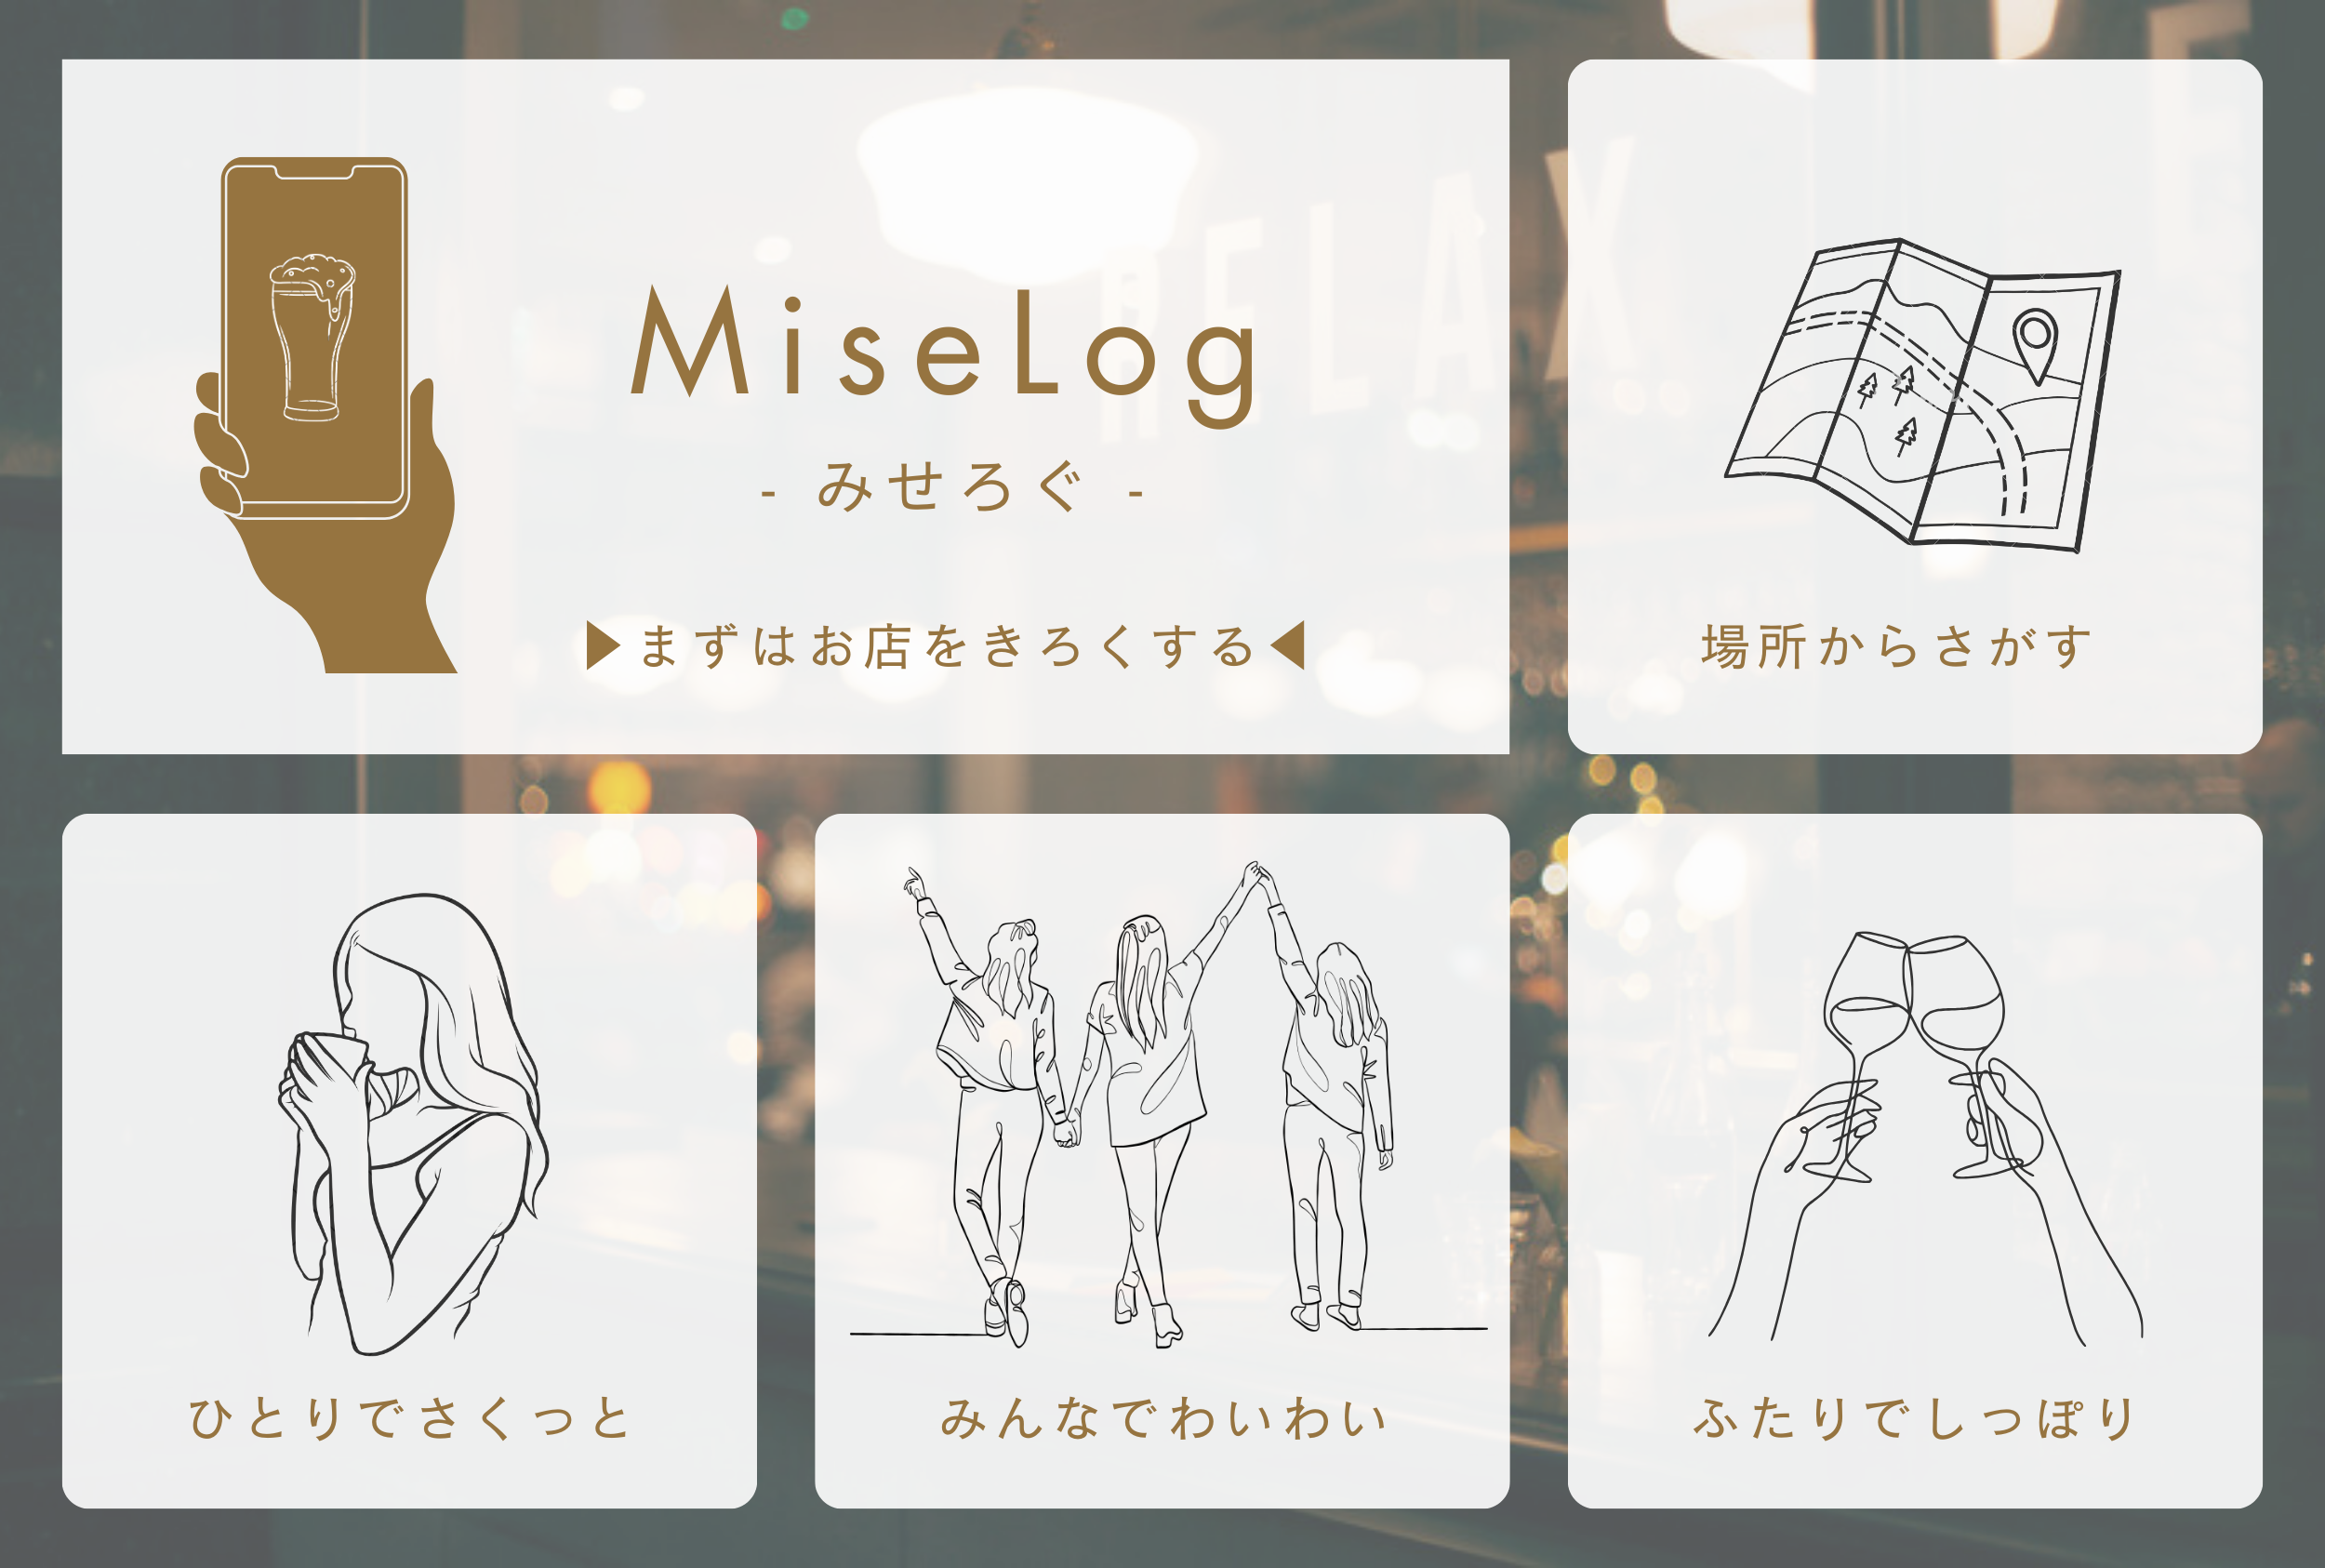 MiseLog
- みせろぐ -
▶まずはお店をきろくする◀
場所からさがす
ひとりでさくっと
みんなでわいわい
ふたりでしっぽり
RELAX